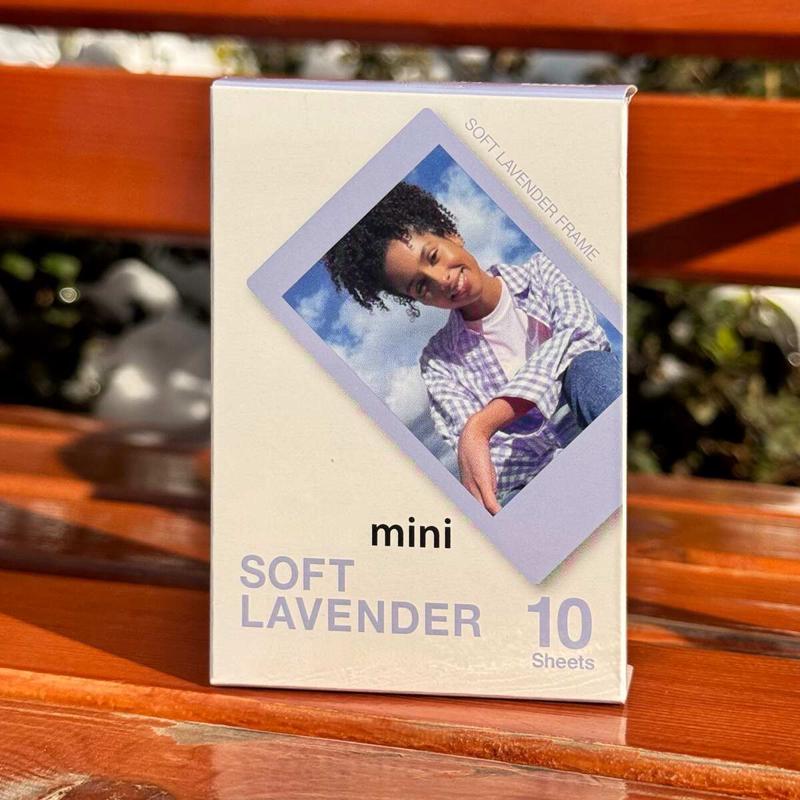 SOFT LAVENDER FRAME
mini
SOFT
LAVENDER
10
Sheets